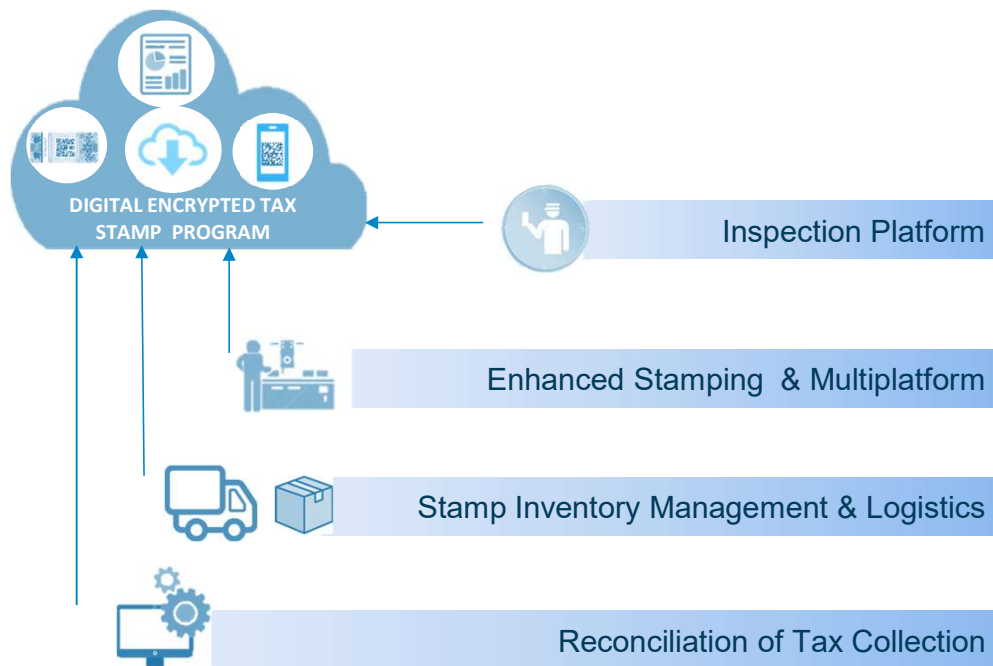 DIGITAL ENCRYPTED TAX
STAMP PROGRAM
Inspection Platform
Enhanced Stamping & Multiplatform
Stamp Inventory Management & Logistics
Reconciliation of Tax Collection